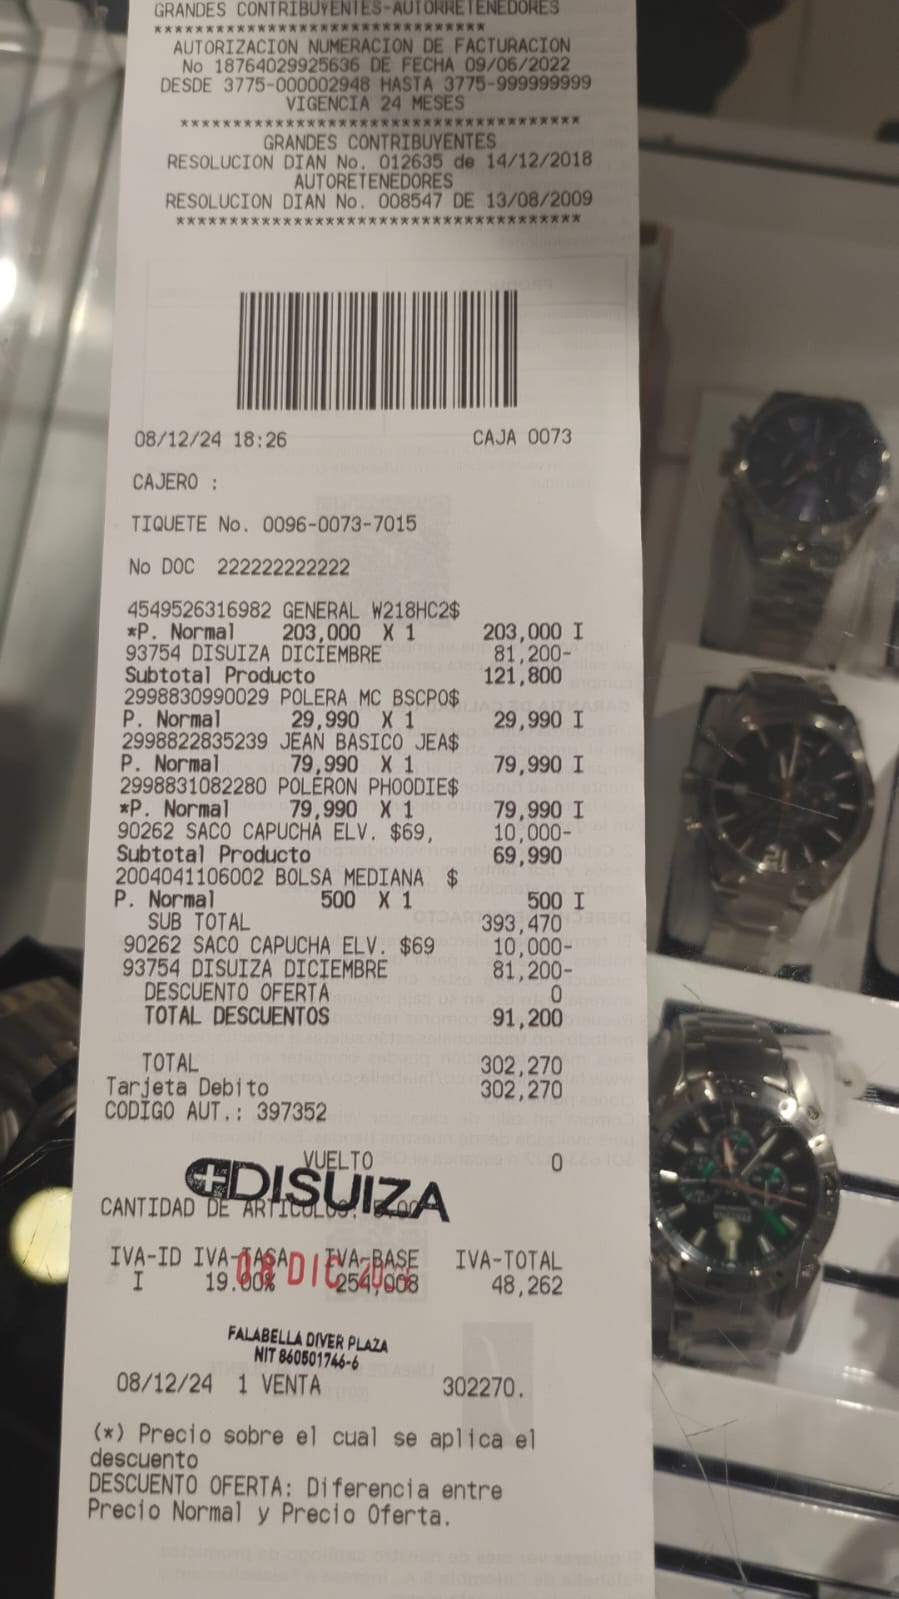 GRANDES CONTRIBUYENTES-AUTORRETENEDORES
*******************************
AUTORIZACION NUMERACION DE FACTURACION
No 18764029925636 DE FECHA 09/06/2022
DESDE 3775-000002948 HASTA 3775-999999999
VIGENCIA 24 MESES
**************************************
GRANDES CONTRIBUYENTES
RESOLUCION DIAN No. 012635 de 14/12/2018
AUTORETENEDORES
RESOLUCION DIAN No. 008547 DE 13/08/2009
**************************************
08/12/24 18:26 CAJA 0073
CAJERO :
TIQUETE No. 0096-0073-7015
No DOC 222222222222
4549526316982 GENERAL W218HC2$
*P. Normal 203,000 X 1 203,000 I
93754 DISUIZA DICIEMBRE 81,200-
Subtotal Producto 121,800
2998830990029 POLERA MC BSCPO$
P. Normal 29,990 X 1 29,990 I
2998822835239 JEAN BASICO JEA$
P. Normal 79,990 X 1 79,990 I
2998831082280 POLERON PHOODIE$
*P. Normal 79,990 X 1 79,990 I
90262 SACO CAPUCHA ELV. $69, 10,000-
Subtotal Producto 69,990
2004041106002 BOLSA MEDIANA $
P. Normal 500 X 1 500 I
SUB TOTAL 393,470
90262 SACO CAPUCHA ELV. $69 10,000-
93754 DISUIZA DICIEMBRE 81,200-
DESCUENTO OFERTA 0
TOTAL DESCUENTOS 91,200
TOTAL 302,270
Tarjeta Debito 302,270
CODIGO AUT.: 397352
VUELTO 0
DISUIZA
CANTIDAD DE ARTICULOS:
IVA-ID IVA-TASA IVA-BASE IVA-TOTAL
I 19.00% 254,008 48,262
08 DIC
FALABELLA DIVER PLAZA
NIT 860501746-6
08/12/24 1 VENTA 302270.
(*) Precio sobre el cual se aplica el
descuento
DESCUENTO OFERTA: Diferencia entre
Precio Normal y Precio Oferta.